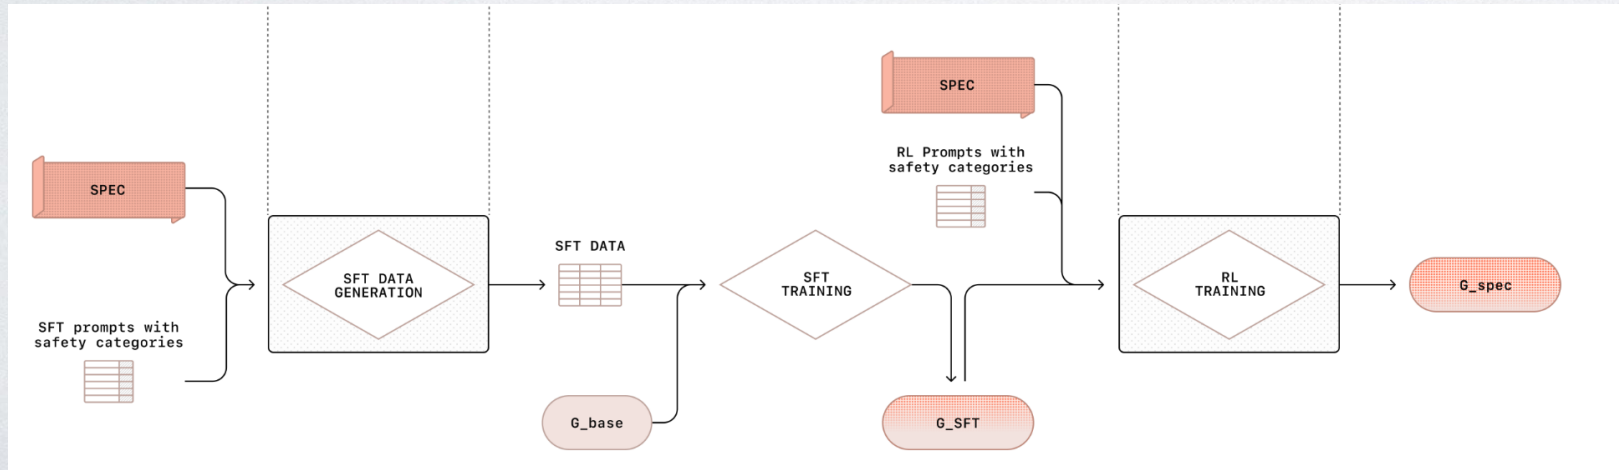 SPEC
SFT prompts with
safety categories
SFT DATA
GENERATION
SFT DATA
G_base
SFT
TRAINING
SPEC
RL Prompts with
safety categories
G_SFT
RL
TRAINING
G_spec